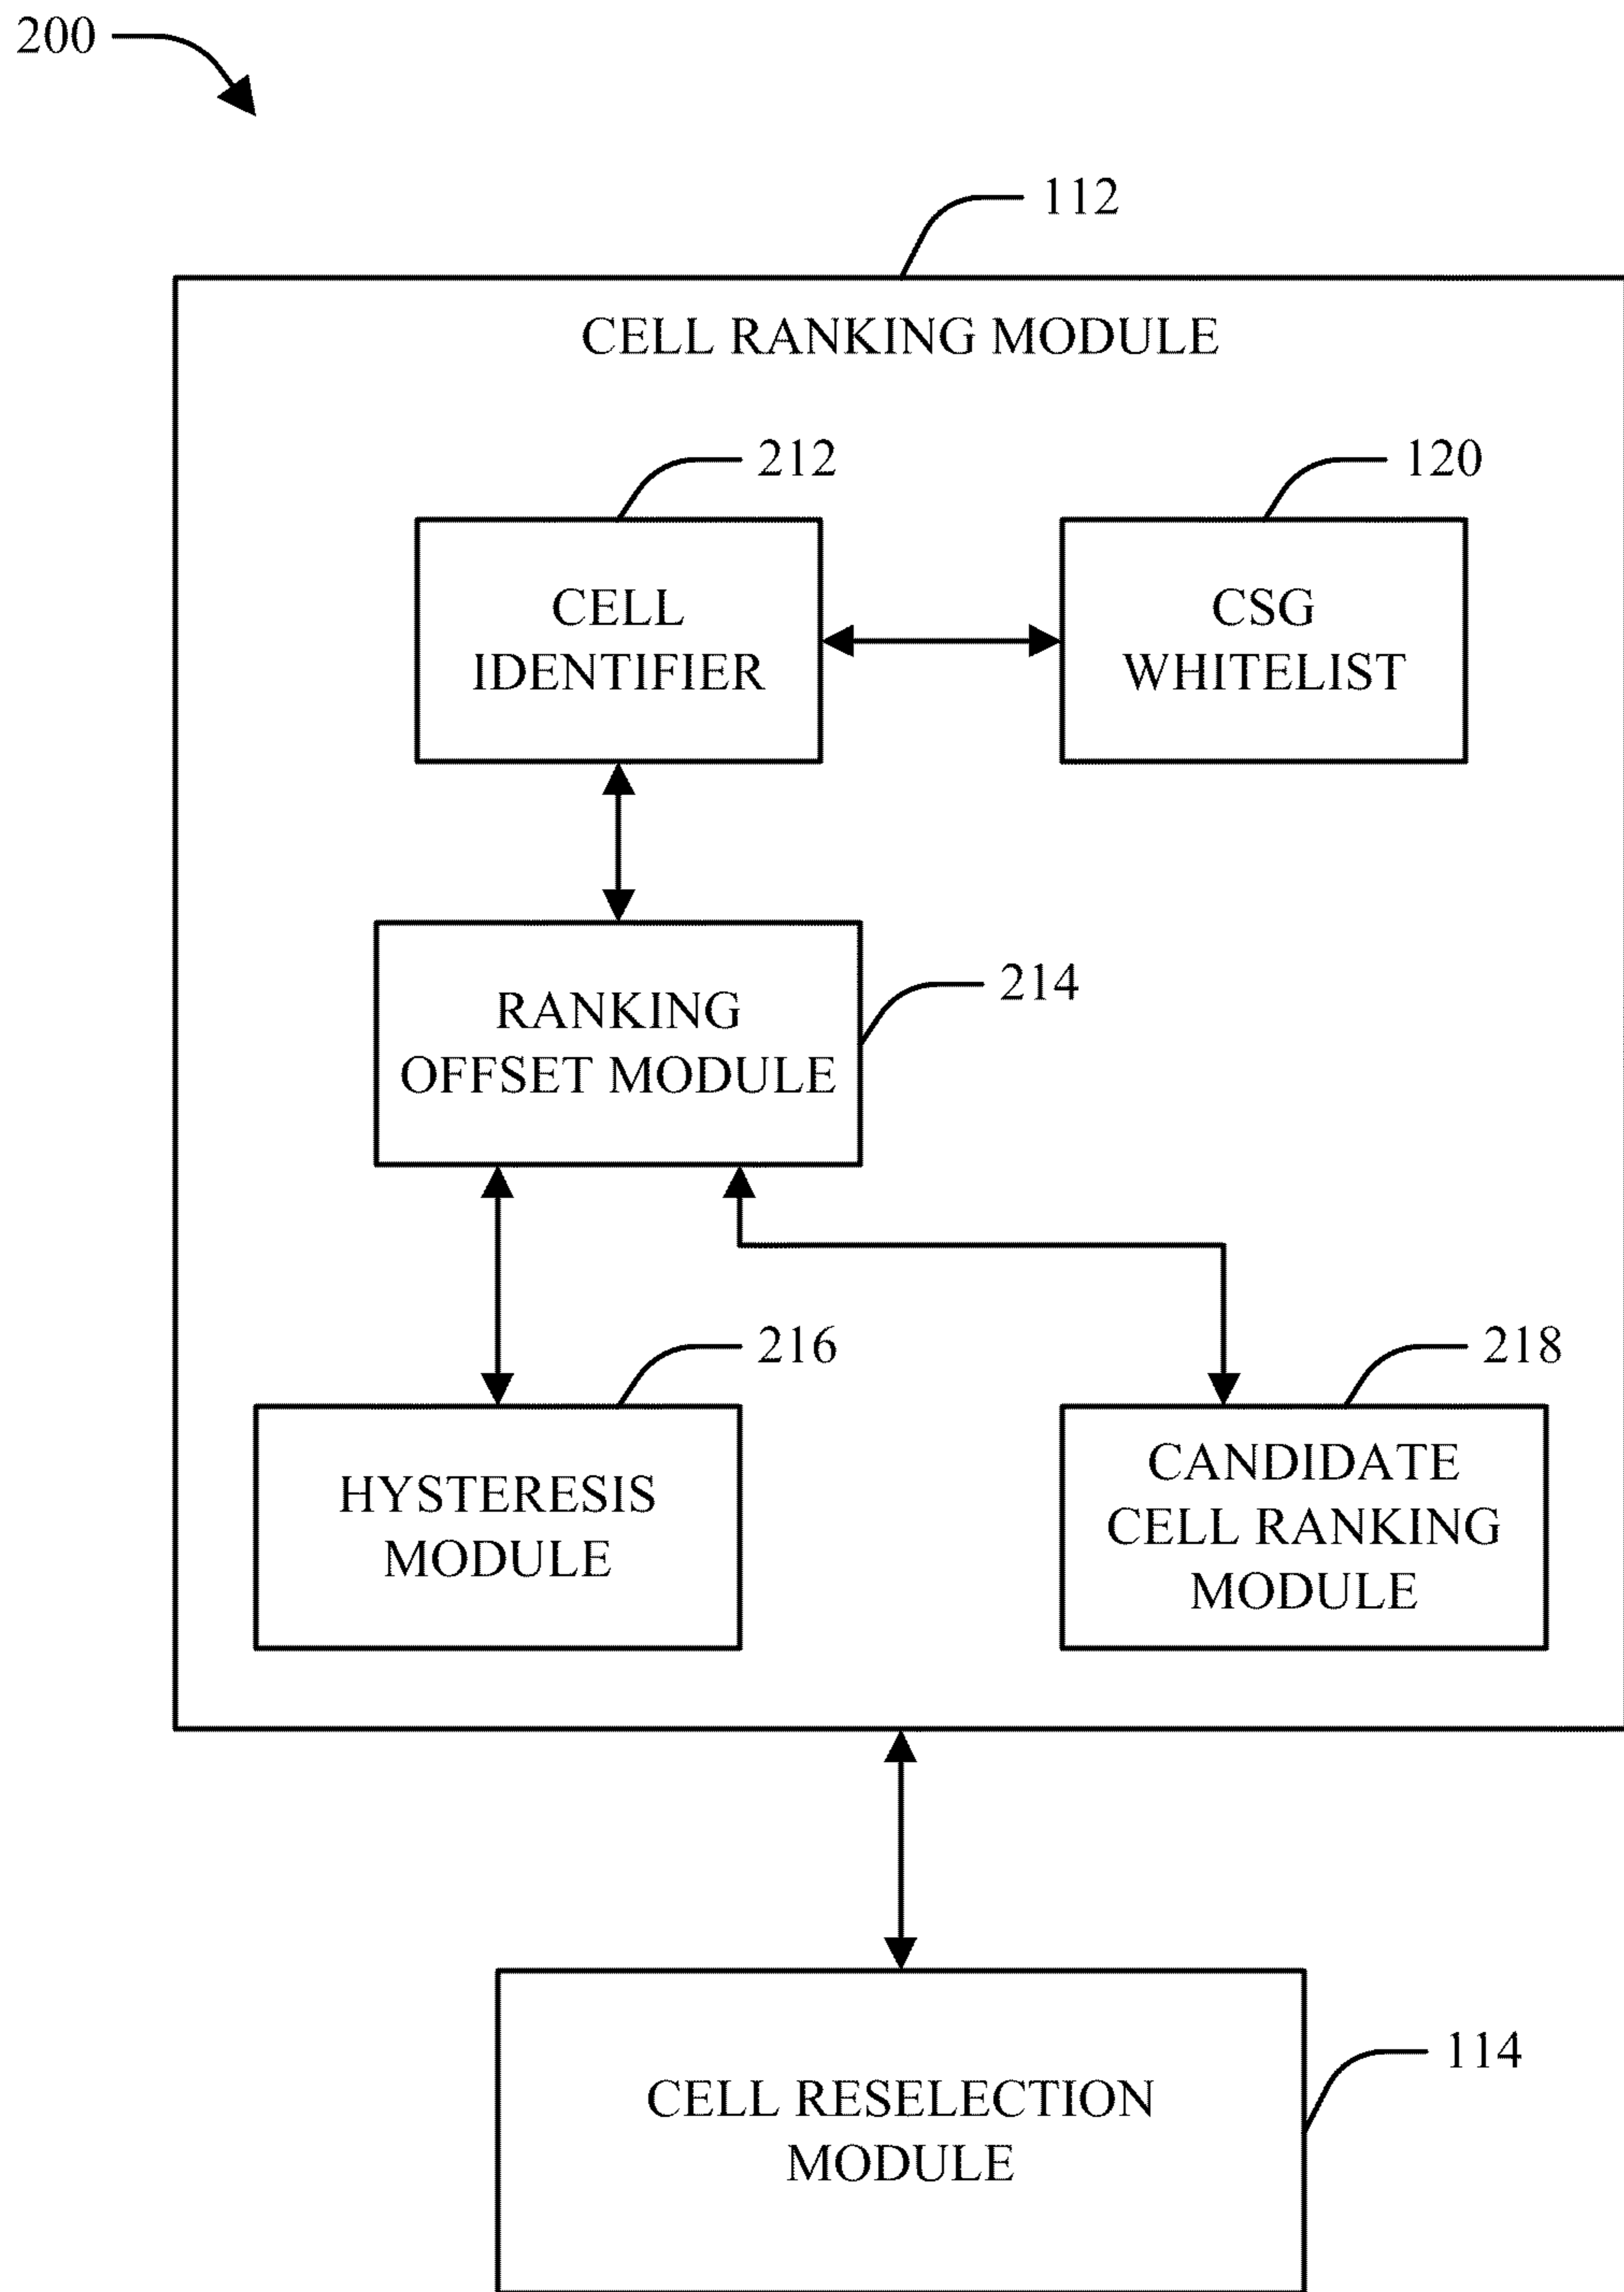 200
112
CELL RANKING MODULE
212
120
CELL
IDENTIFIER
CSG
WHITELIST
214
RANKING
OFFSET MODULE
216
218
HYSTERESIS
MODULE
CANDIDATE
CELL RANKING
MODULE
114
CELL RESELECTION
MODULE